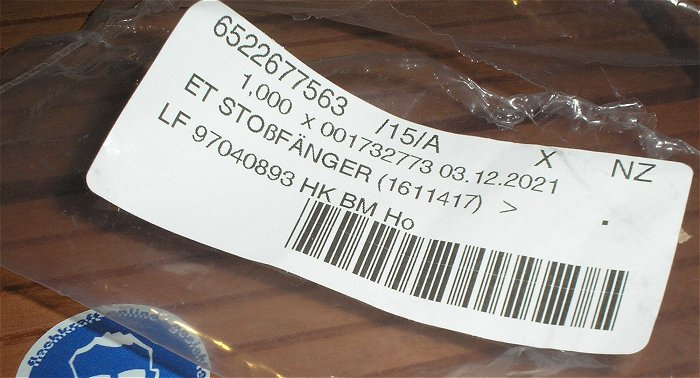 6522677563 /15/A X NZ
1,000 X 001732773 03.12.2021
ET STOßFÄNGER (1611417) > .
LF 97040893 HK BM Ho